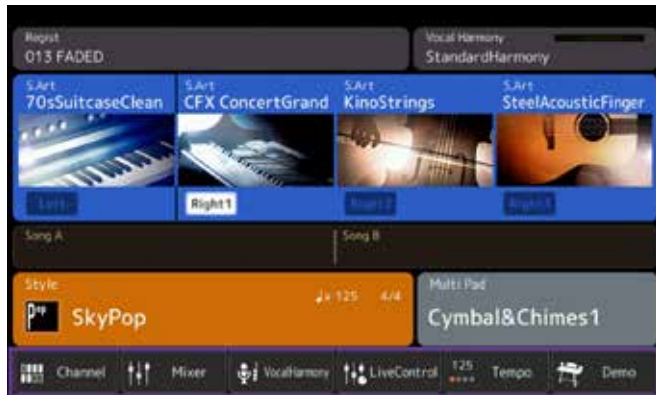 Regist
013 FADED
Vocal Harmony
StandardHarmony
S.Art
70sSuitcaseClean
S.Art
CFX ConcertGrand
S.Art
KinoStrings
S.Art
SteelAcousticFinger
Left
Right1
Right2
Right3
Song A
Song B
Style
Pop
SkyPop
♩= 125 4/4
Multi Pad
Cymbal&Chimes1
Channel
Mixer
VocalHarmony
LiveControl
125
Tempo
Demo